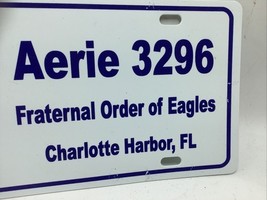 Aerie 3296
Fraternal Order of Eagles
Charlotte Harbor, FL